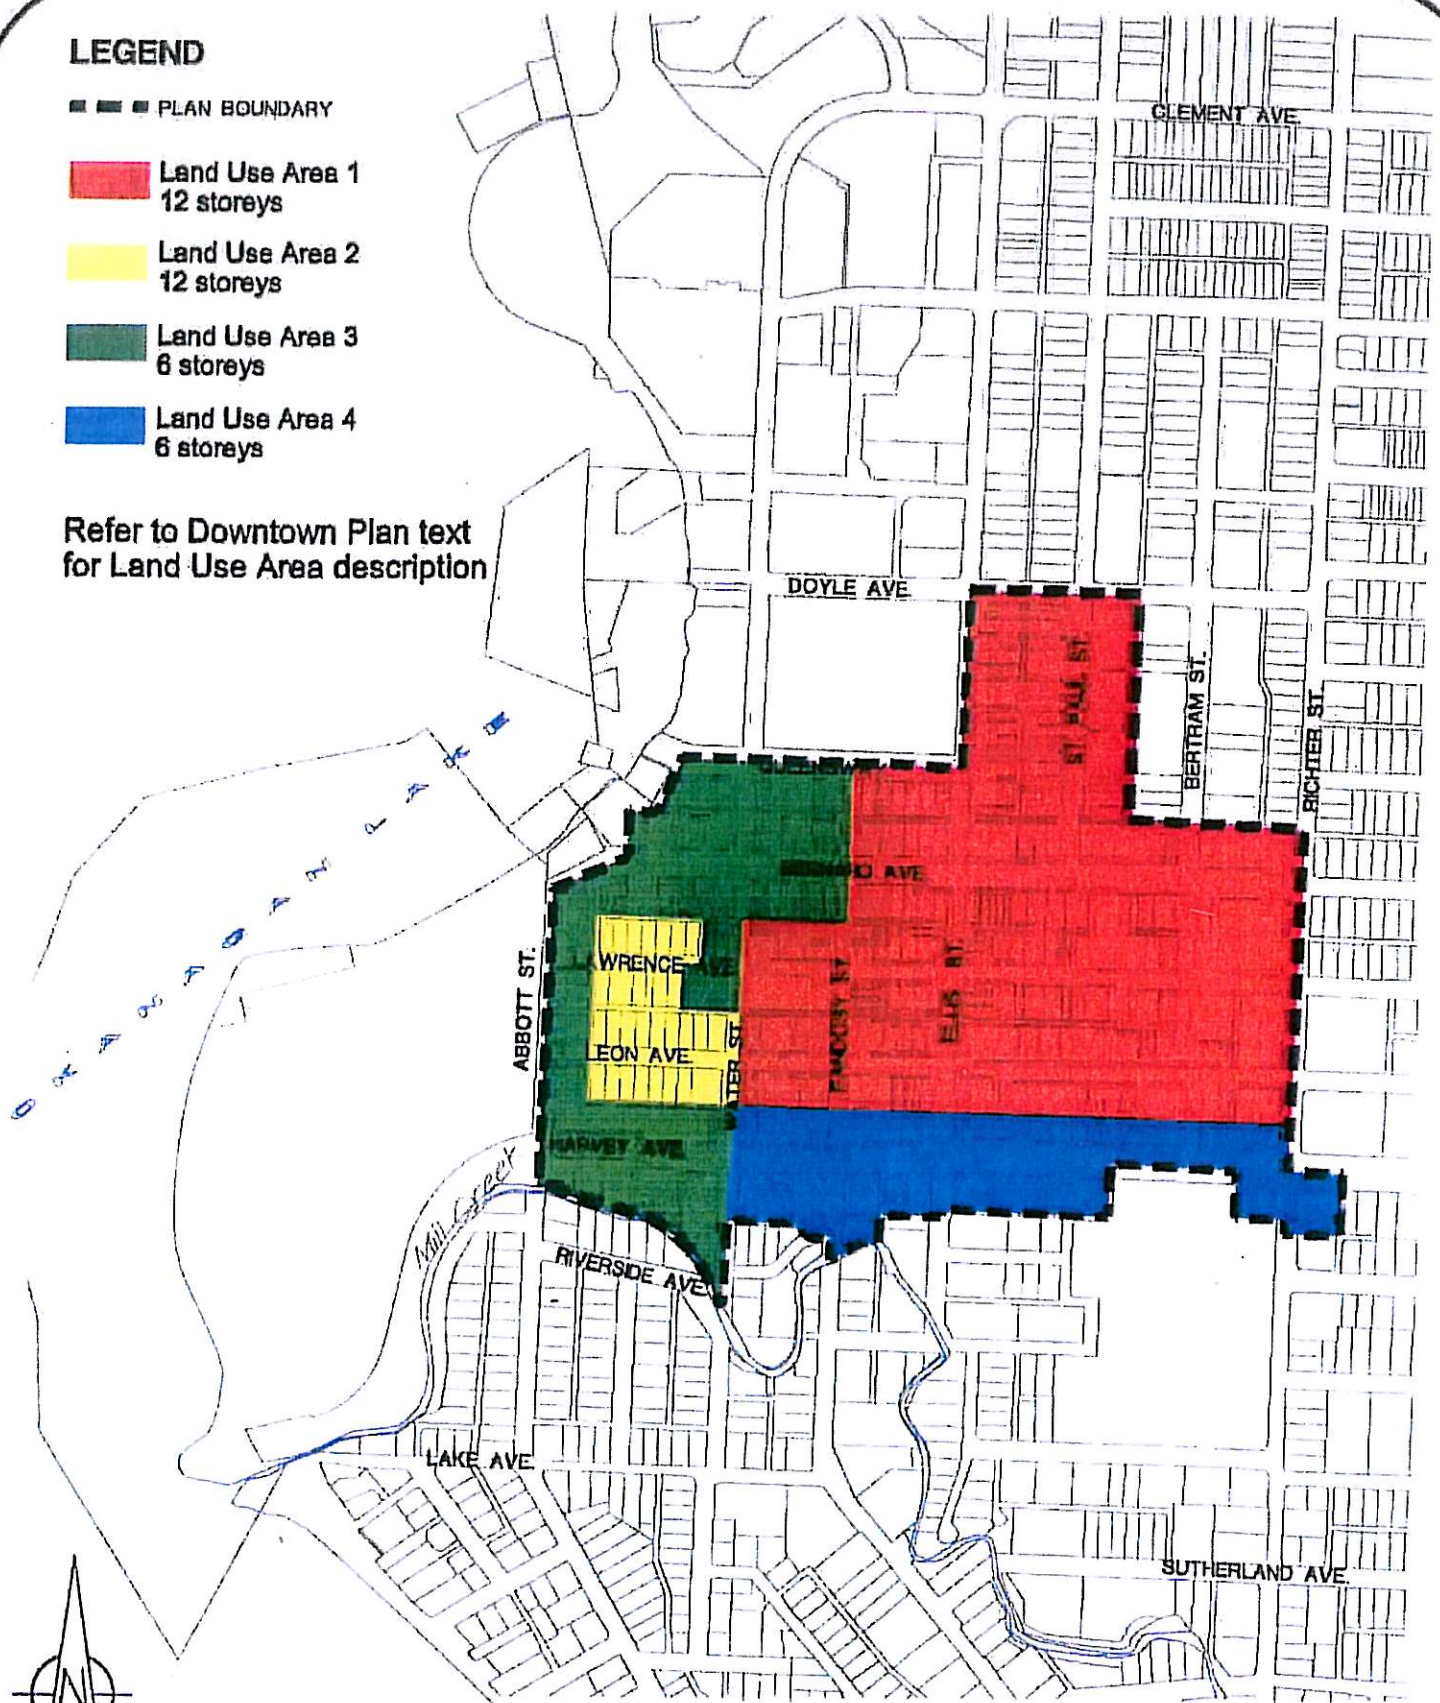 LEGEND
PLAN BOUNDARY
Land Use Area 1
12 storeys
Land Use Area 2
12 storeys
Land Use Area 3
6 storeys
Land Use Area 4
6 storeys
Refer to Downtown Plan text
for Land Use Area description
CLEMENT AVE.
DOYLE AVE.
ST. PAUL ST.
BERTRAM ST.
RICHTER ST.
OKANAGAN LAKE
AVE.
ABBOTT ST.
LAWRENCE AVE
ELLIS ST.
LEON AVE.
HARVEY AVE.
Mill Creek
RIVERSIDE AVE.
LAKE AVE.
SUTHERLAND AVE.
N